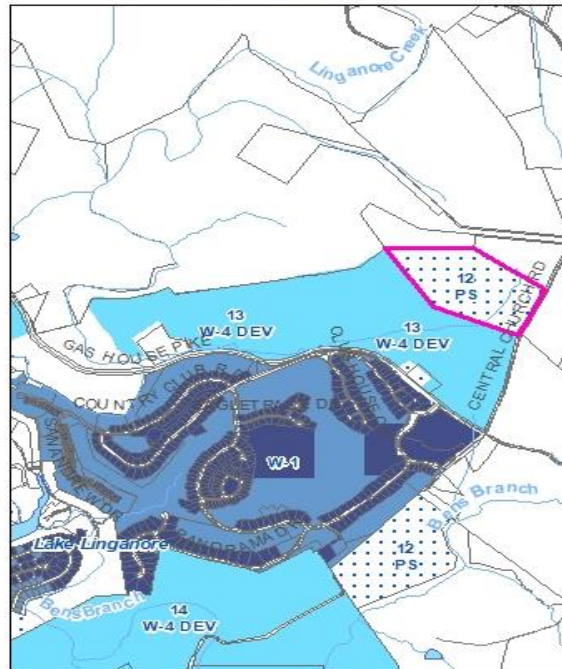 Linganore Creek
12
PS
CENTRAL CHURCH RD
13
W-4 DEV
13
W-4 DEV
GAS HOUSE PIKE
COUNTRY CLUB RD
W-1
Bens Branch
PANORAMA DR
Lake Linganore
12
PS
Bens Branch
14
W-4 DEV